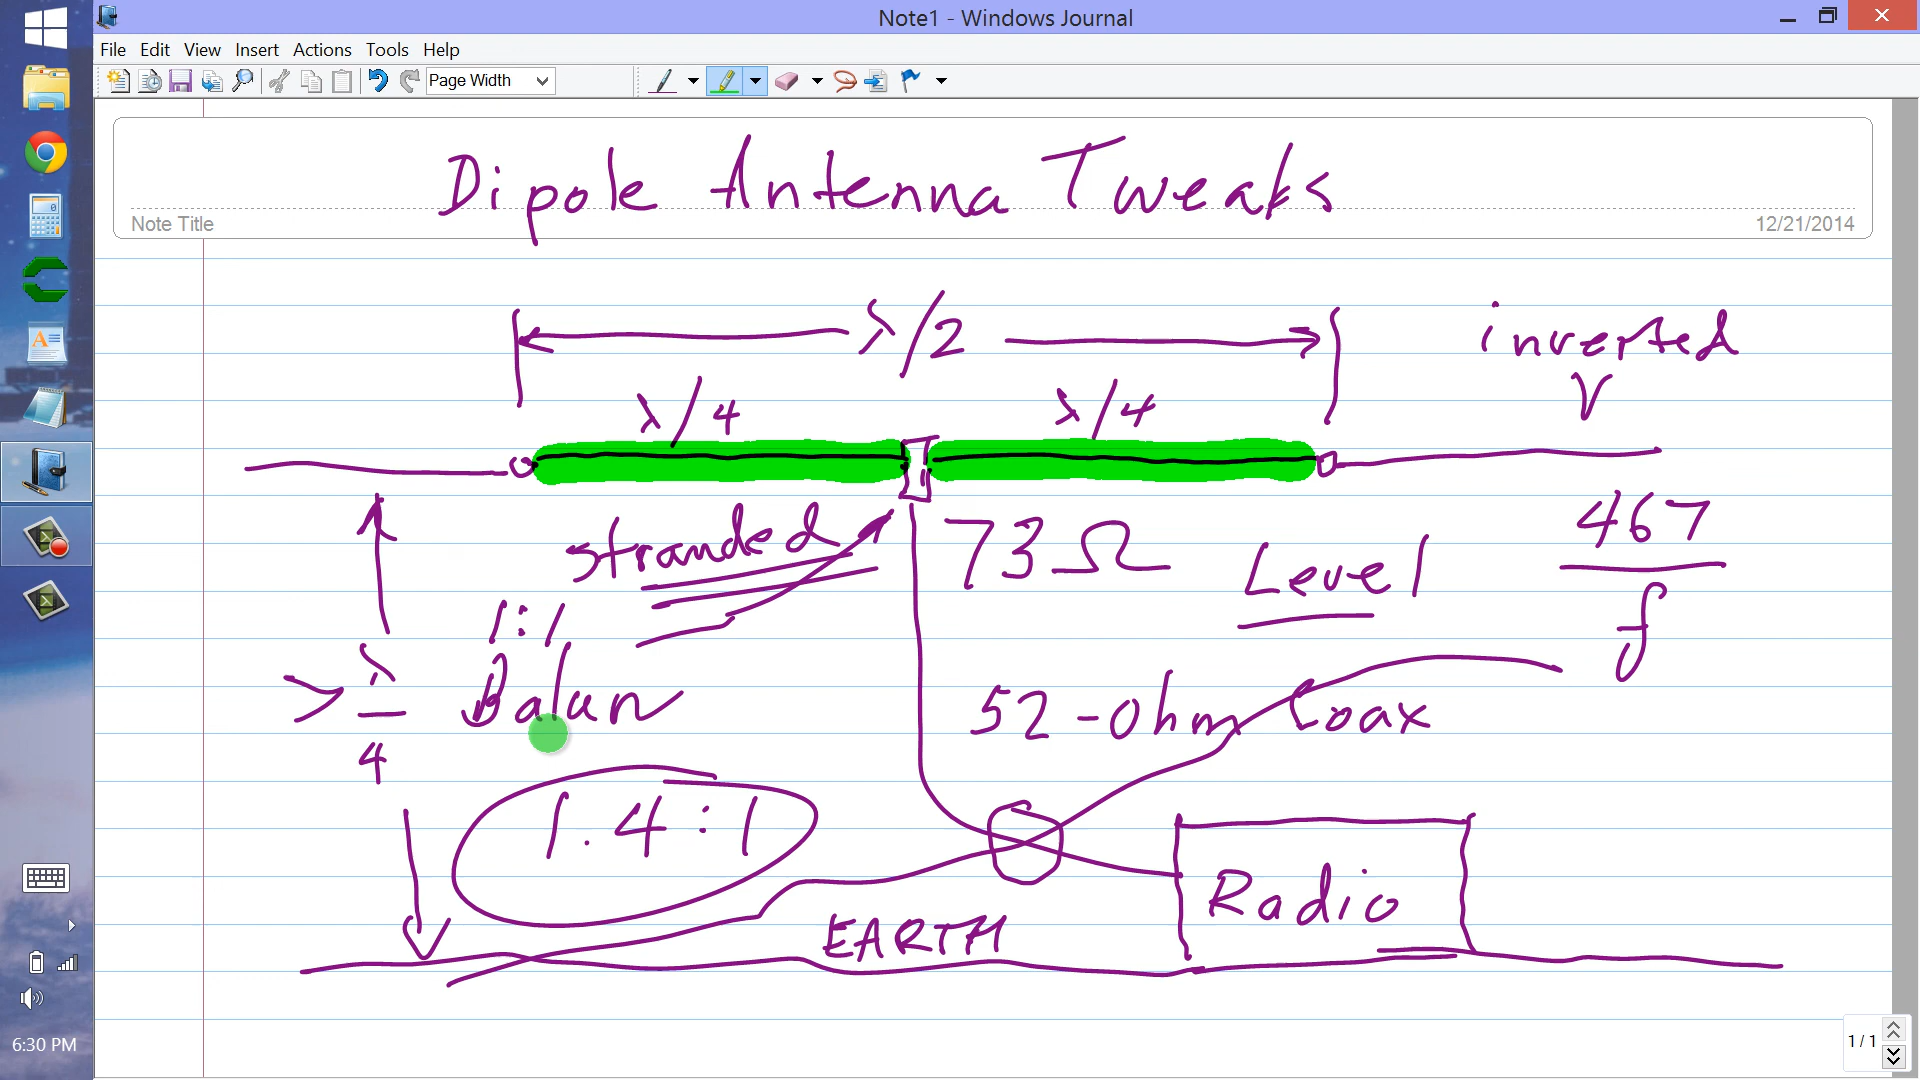 Note1 - Windows Journal
File Edit View Insert Actions Tools Help
Page Width
Dipole Antenna Tweaks
Note Title
12/21/2014
λ/2
inverted
V
λ/4
λ/4
stranded
73Ω
Level
467
f
1:1
Balun
> λ
4
52-Ohm Coax
1.4:1
Radio
EARTH
1 / 1
6:30 PM